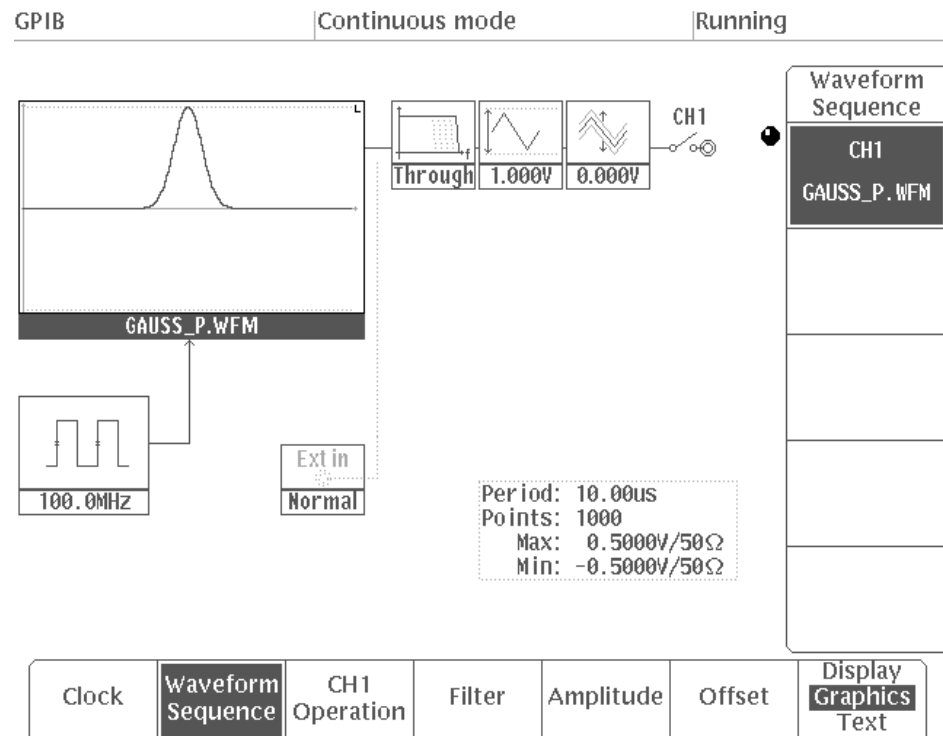 GPIB Continuous mode Running
Waveform
Sequence
CH1
GAUSS_P.WFM
L
f
CH1
Through 1.000V 0.000V
GAUSS_P.WFM
100.0MHz
Ext in
Normal
Period: 10.00us
Points: 1000
Max: 0.5000V/50Ω
Min: -0.5000V/50Ω
Clock
Waveform
Sequence
CH1
Operation
Filter
Amplitude
Offset
Display
Graphics
Text